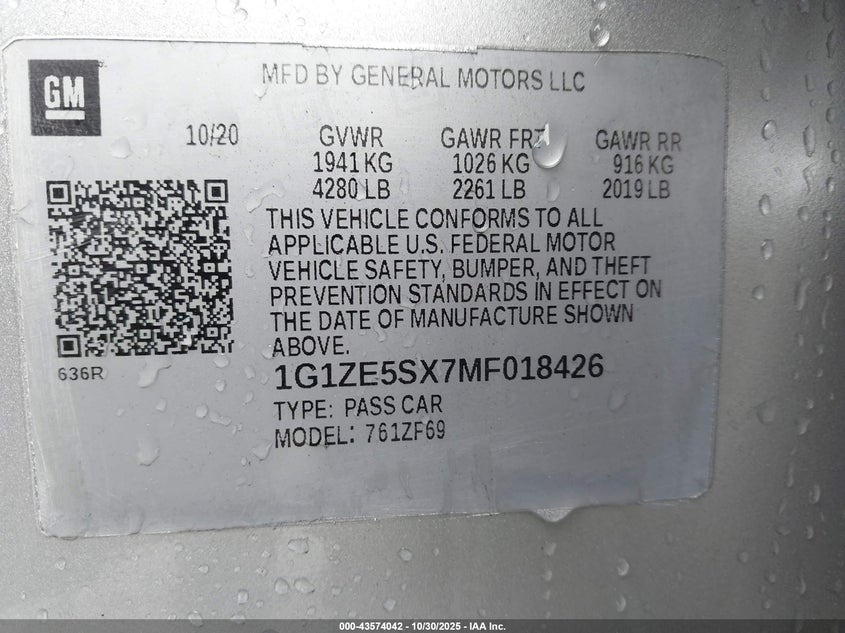 GM
MFD BY GENERAL MOTORS LLC
10/20 GVWR GAWR FRT GAWR RR
1941 KG 1026 KG 916 KG
4280 LB 2261 LB 2019 LB
THIS VEHICLE CONFORMS TO ALL
APPLICABLE U.S. FEDERAL MOTOR
VEHICLE SAFETY, BUMPER, AND THEFT
PREVENTION STANDARDS IN EFFECT ON
THE DATE OF MANUFACTURE SHOWN
ABOVE.
636R
1G1ZE5SX7MF018426
TYPE: PASS CAR
MODEL: 761ZF69
000-43574042 - 10/30/2025 - IAA Inc.